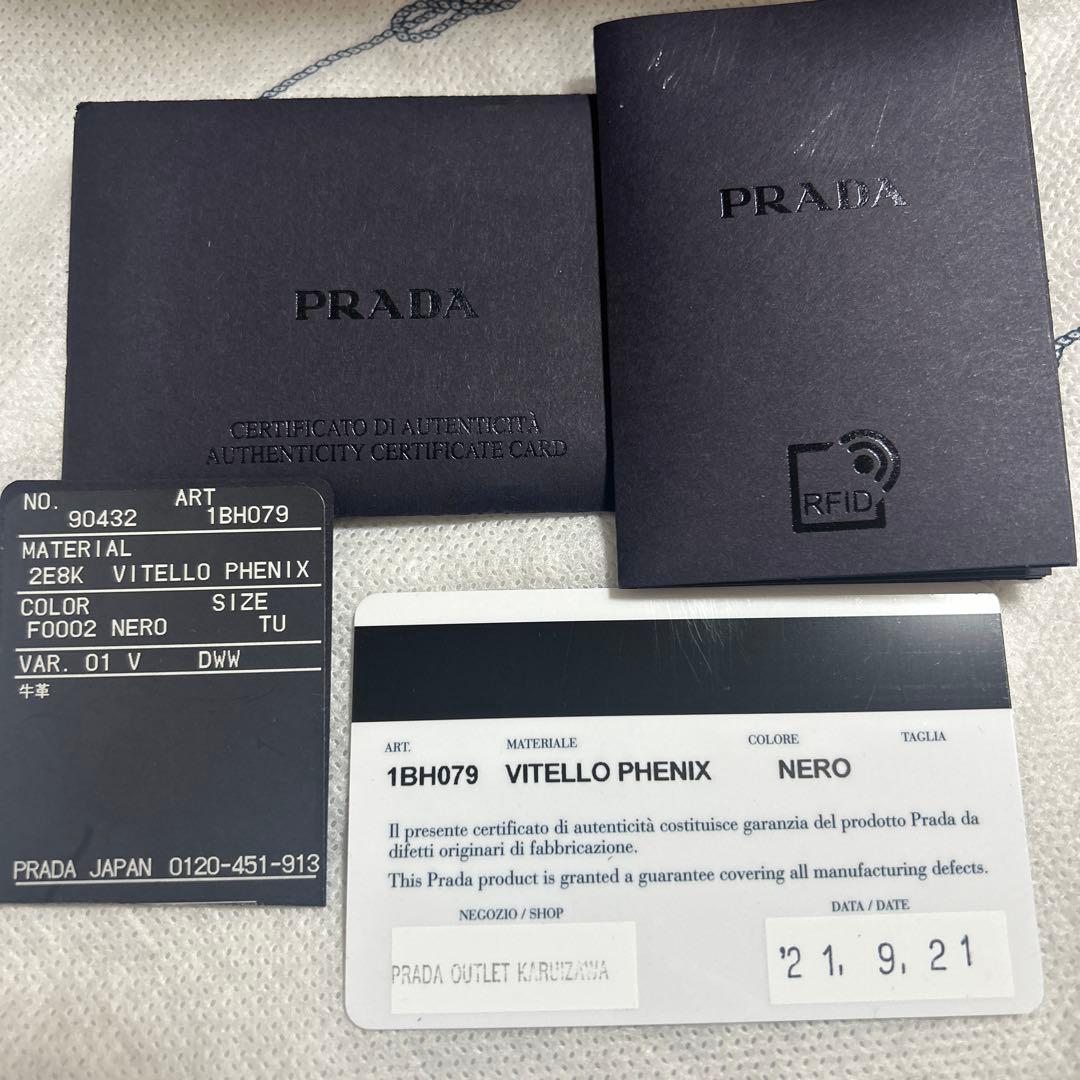 PRADA
CERTIFICATO DI AUTENTICITÀ
AUTHENTICITY CERTIFICATE CARD
PRADA
RFID
NO. ART
90432 1BH079
MATERIAL
2E8K VITELLO PHENIX
COLOR SIZE
F0002 NERO TU
VAR. 01 V DWW
牛革
PRADA JAPAN 0120-451-913
ART. MATERIALE COLORE TAGLIA
1BH079 VITELLO PHENIX NERO
Il presente certificato di autenticità costituisce garanzia del prodotto Prada da
difetti originari di fabbricazione.
This Prada product is granted a guarantee covering all manufacturing defects.
NEGOZIO / SHOP DATA / DATE
PRADA OUTLET KARUIZAWA '21, 9, 21